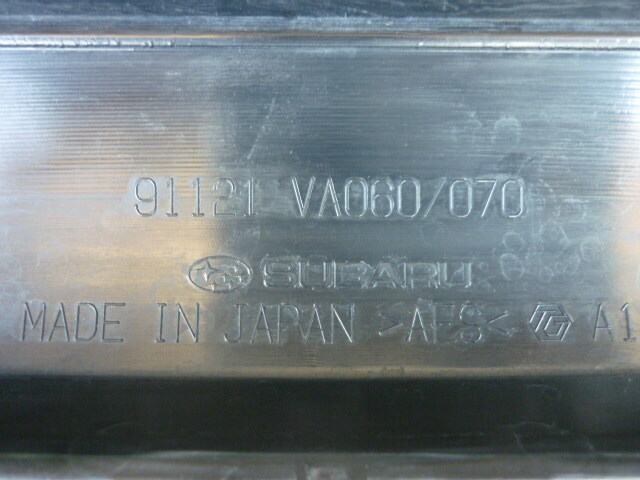 91121 VA060/070
SUBARU
MADE IN JAPAN >AES< A1